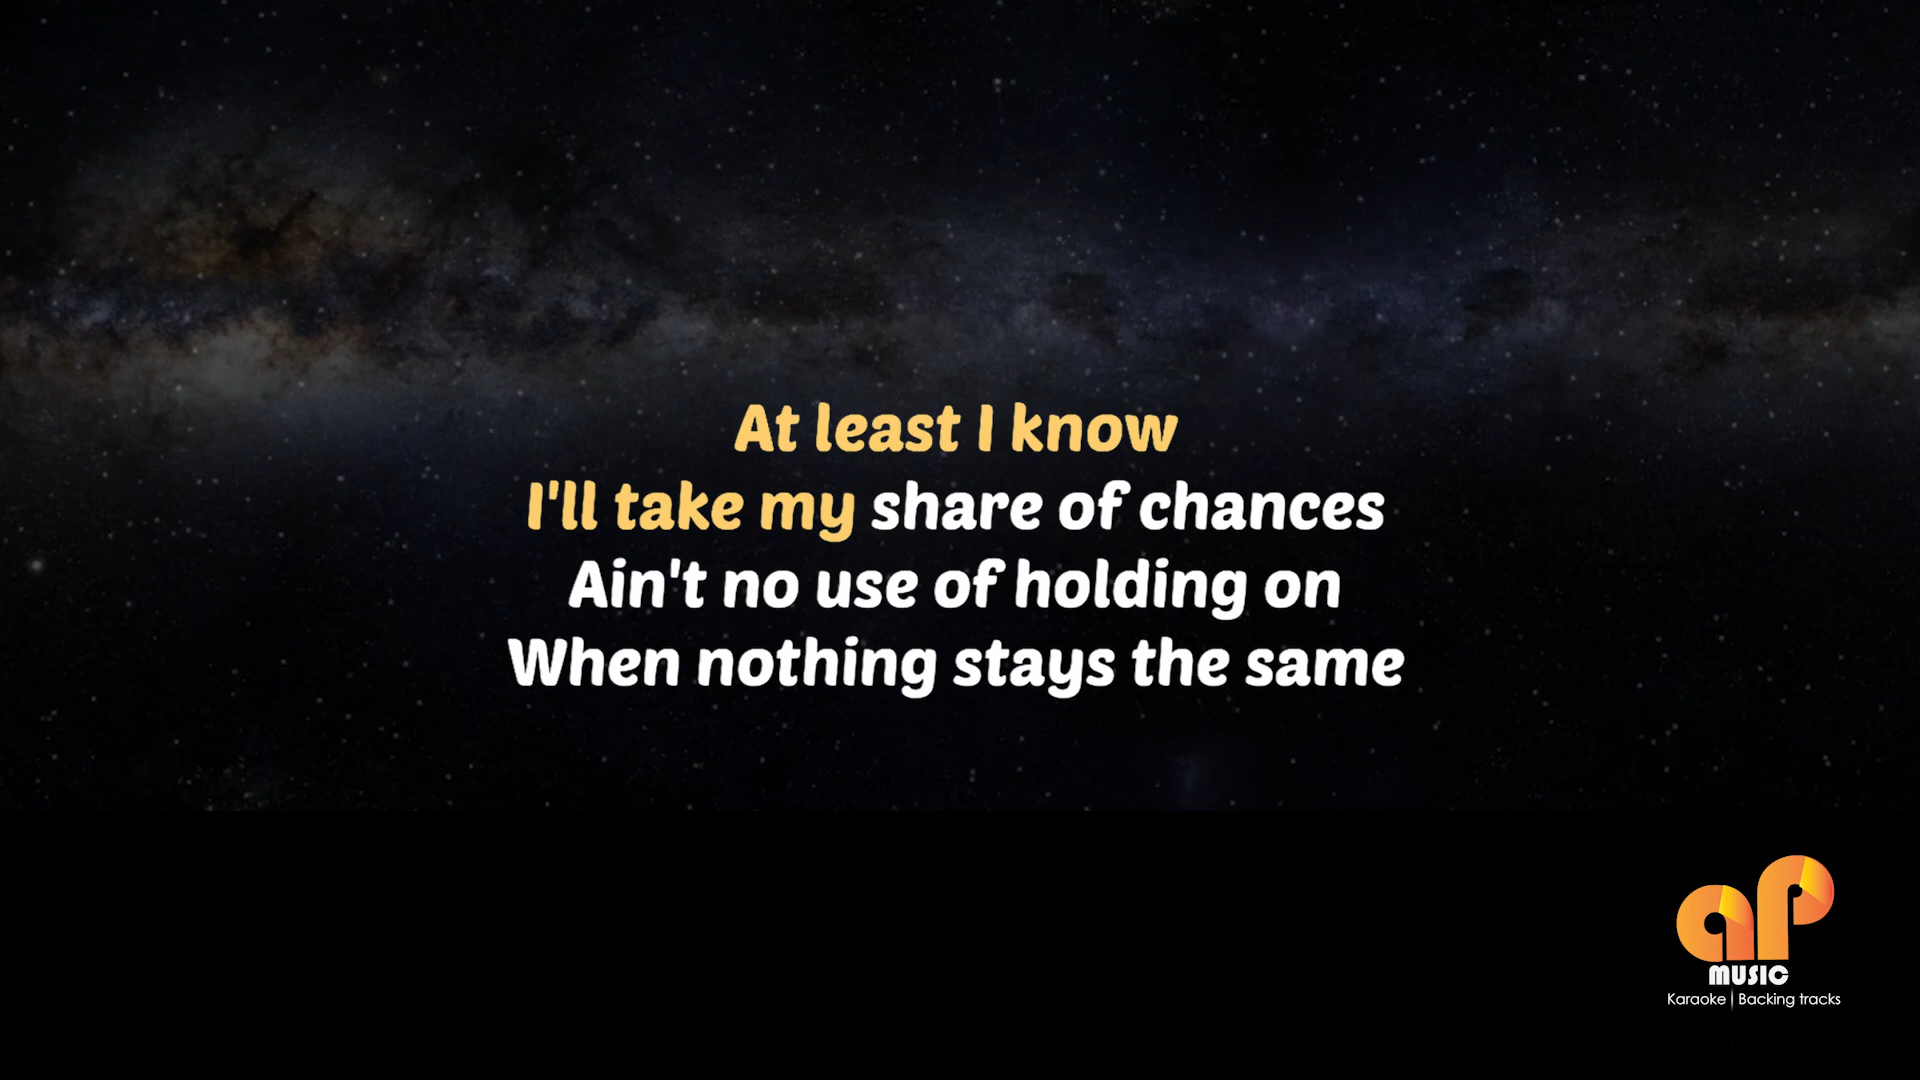 At least I know
I'll take my share of chances
Ain't no use of holding on
When nothing stays the same
ap
MUSIC
Karaoke | Backing tracks